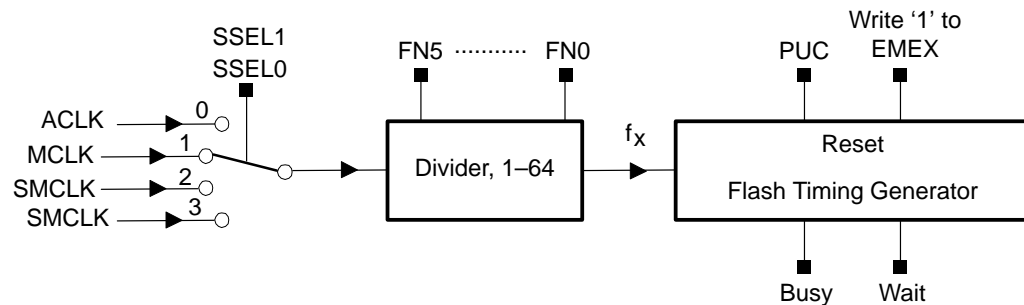 SSEL1
SSEL0
FN5 ........... FN0
PUC
Write ‘1’ to
EMEX
ACLK
0
MCLK
1
SMCLK
2
SMCLK
3
Divider, 1–64
fX
Reset
Flash Timing Generator
Busy
Wait